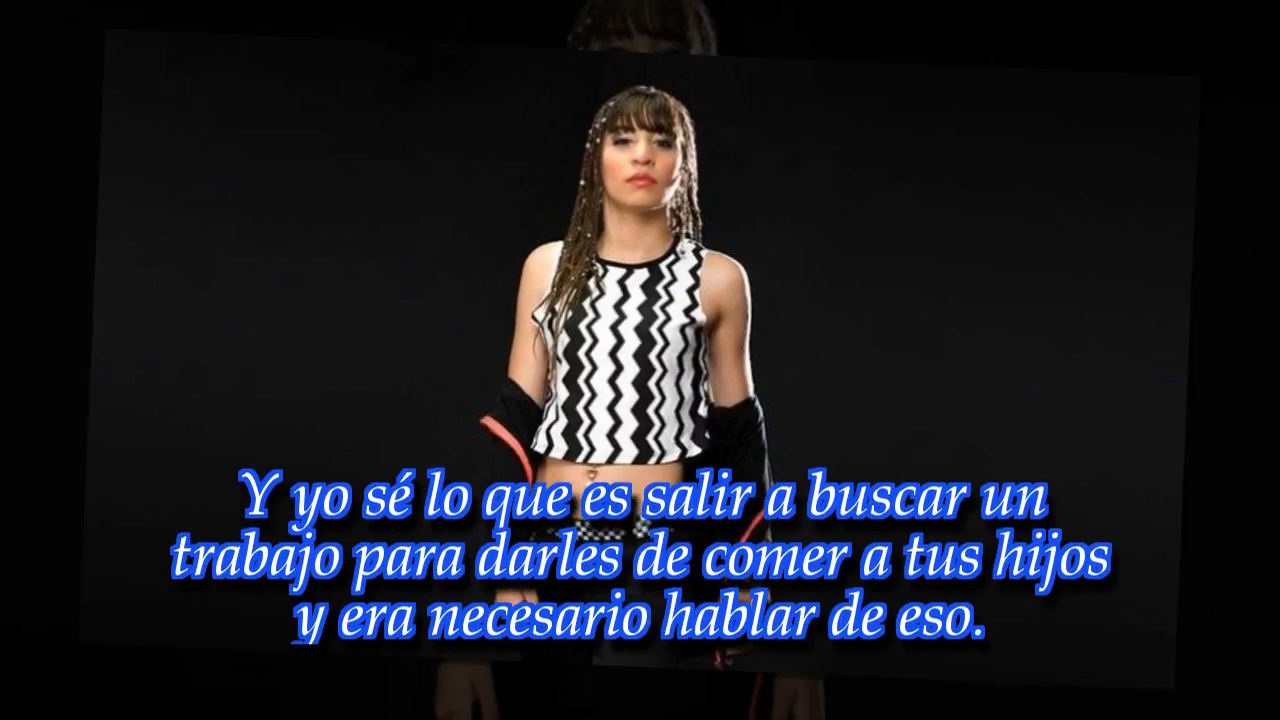 Y yo sé lo que es salir a buscar un
trabajo para darles de comer a tus hijos
y era necesario hablar de eso.